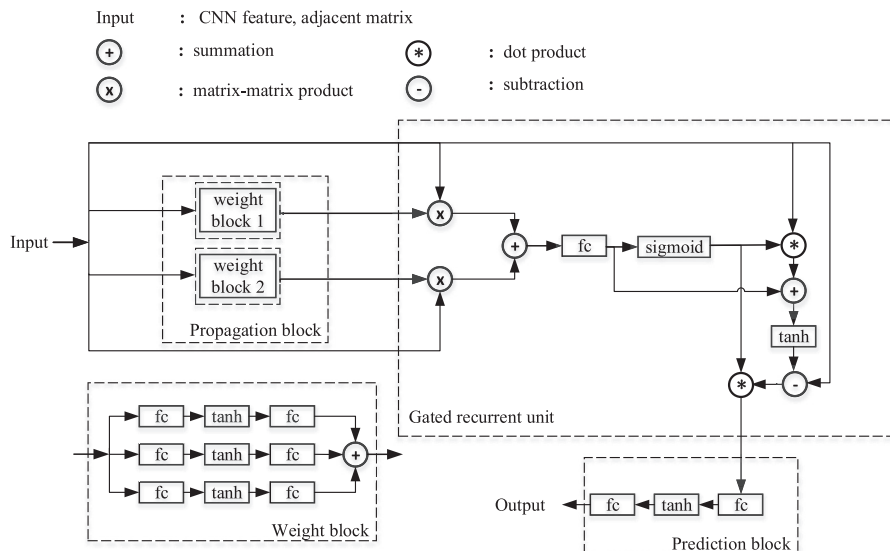 Input : CNN feature, adjacent matrix
+ : summation * : dot product
x : matrix-matrix product - : subtraction
weight
block 1
x
Input
+
fc
sigmoid
*
weight
block 2
x
+
Propagation block
tanh
*
-
Gated recurrent unit
fc tanh fc
fc tanh fc +
fc tanh fc
Weight block
Output fc tanh fc
Prediction block